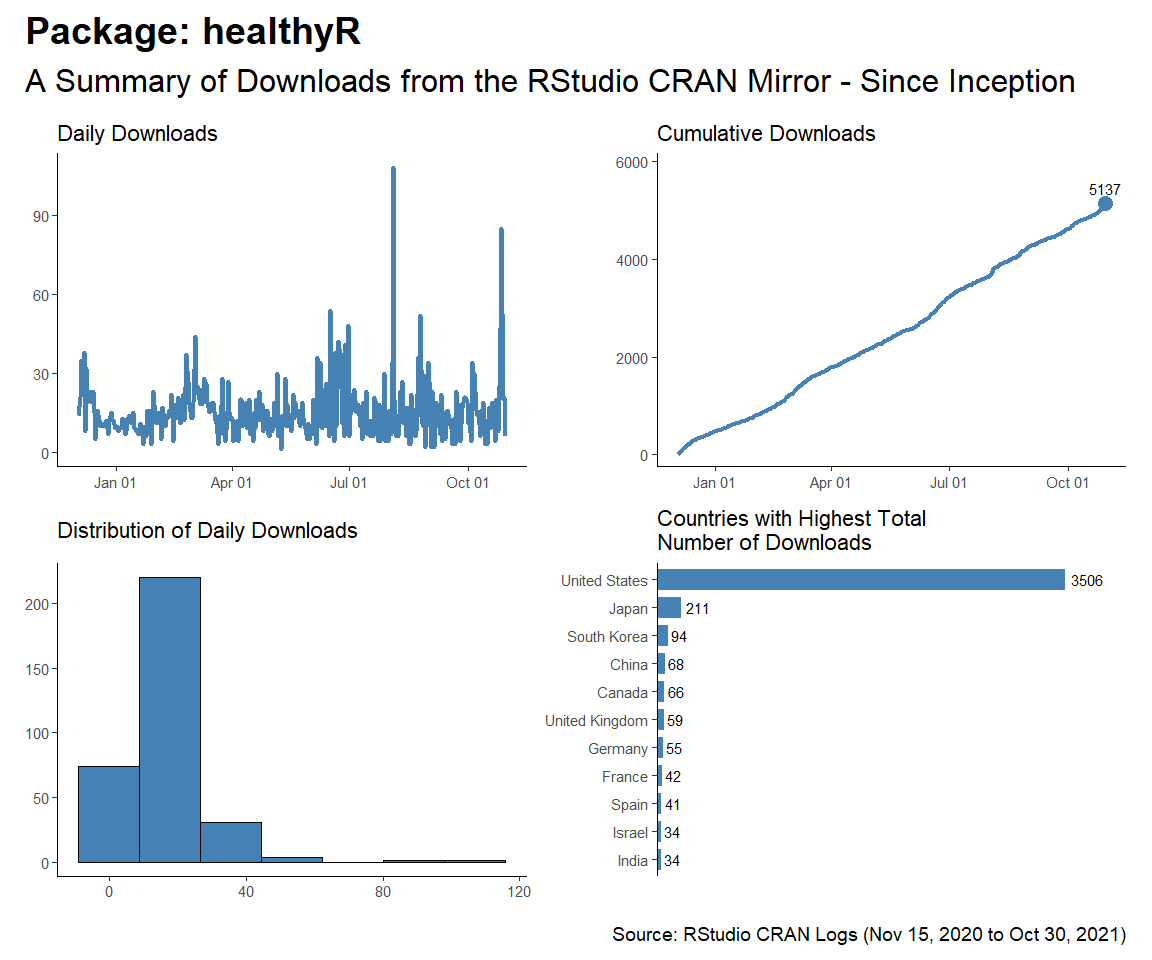 Package: healthyR
A Summary of Downloads from the RStudio CRAN Mirror - Since Inception
Daily Downloads
90
60
30
0
Jan 01 Apr 01 Jul 01 Oct 01
Cumulative Downloads
6000
4000
2000
0
5137
Jan 01 Apr 01 Jul 01 Oct 01
Distribution of Daily Downloads
200
150
100
50
0
0 40 80 120
Countries with Highest Total
Number of Downloads
United States 3506
Japan 211
South Korea 94
China 68
Canada 66
United Kingdom 59
Germany 55
France 42
Spain 41
Israel 34
India 34
Source: RStudio CRAN Logs (Nov 15, 2020 to Oct 30, 2021)